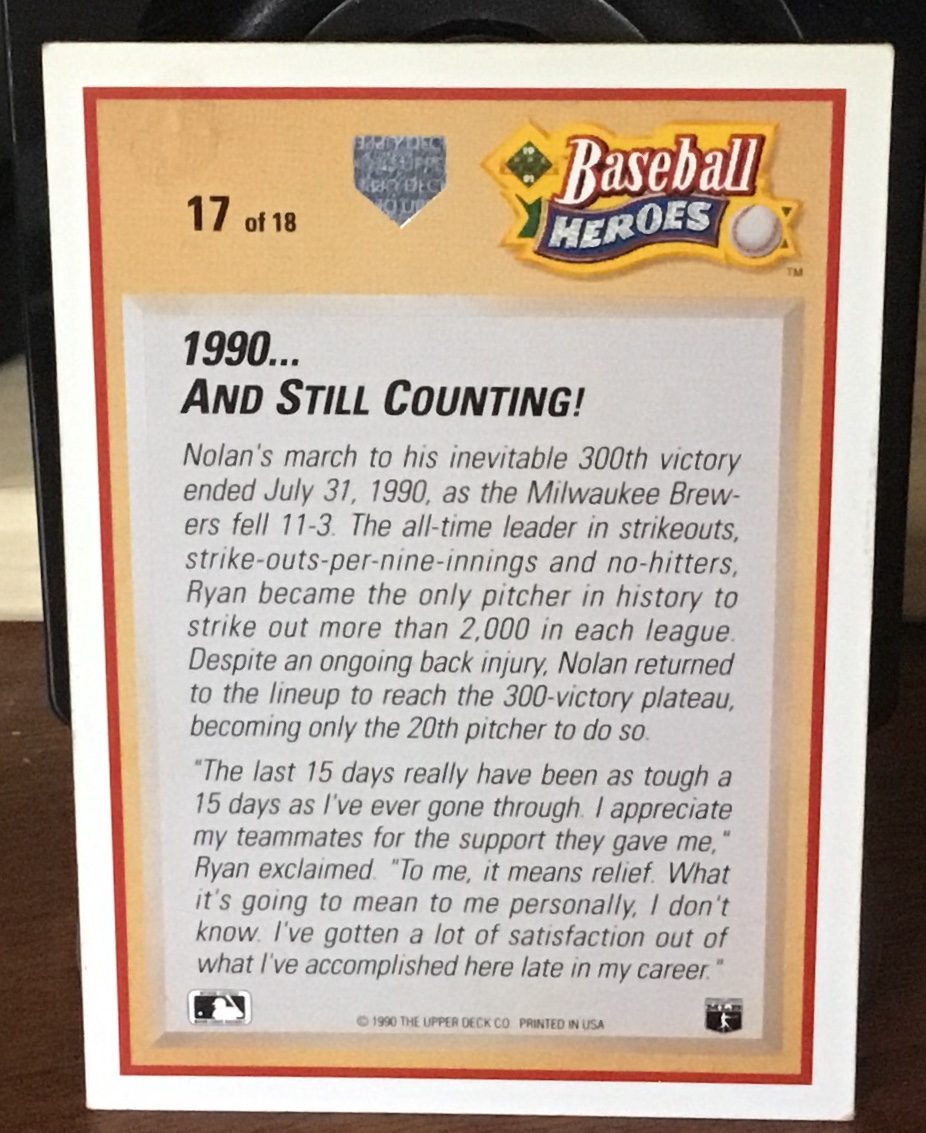 17 of 18
Baseball
HEROES
TM
1990...
AND STILL COUNTING!
Nolan's march to his inevitable 300th victory
ended July 31, 1990, as the Milwaukee Brew-
ers fell 11-3. The all-time leader in strikeouts,
strike-outs-per-nine-innings and no-hitters,
Ryan became the only pitcher in history to
strike out more than 2,000 in each league.
Despite an ongoing back injury, Nolan returned
to the lineup to reach the 300-victory plateau,
becoming only the 20th pitcher to do so.
"The last 15 days really have been as tough a
15 days as I've ever gone through. I appreciate
my teammates for the support they gave me,"
Ryan exclaimed. "To me, it means relief. What
it's going to mean to me personally, I don't
know. I've gotten a lot of satisfaction out of
what I've accomplished here late in my career."
© 1990 THE UPPER DECK CO. PRINTED IN USA